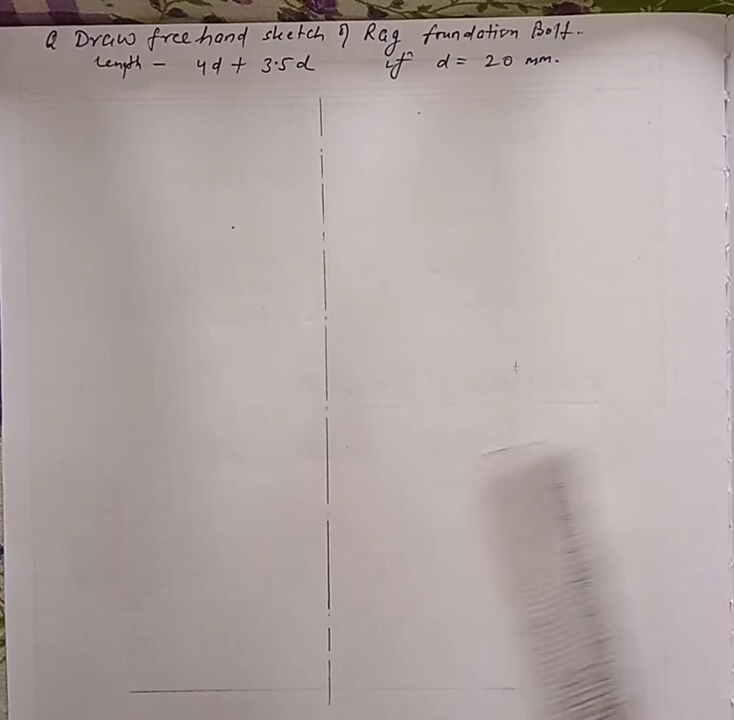 Q Draw free hand sketch of Rag foundation Bolt.
Length - 4d + 3.5d if d = 20 mm.